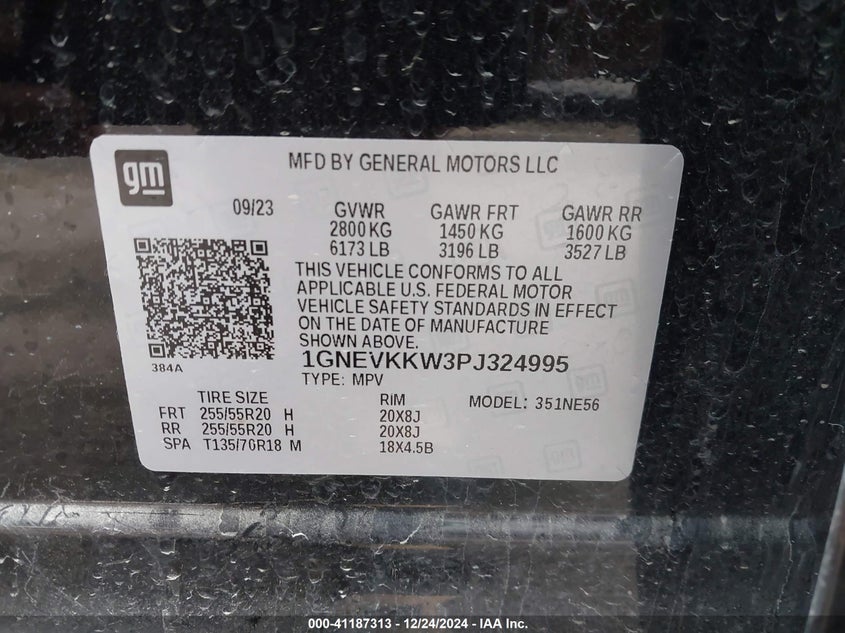 gm
MFD BY GENERAL MOTORS LLC
09/23
GVWR GAWR FRT GAWR RR
2800 KG 1450 KG 1600 KG
6173 LB 3196 LB 3527 LB
THIS VEHICLE CONFORMS TO ALL
APPLICABLE U.S. FEDERAL MOTOR
VEHICLE SAFETY STANDARDS IN EFFECT
ON THE DATE OF MANUFACTURE
SHOWN ABOVE.
384A
1GNEVKKW3PJ324995
TYPE: MPV
TIRE SIZE RIM MODEL: 351NE56
FRT 255/55R20 H 20X8J
RR 255/55R20 H 20X8J
SPA T135/70R18 M 18X4.5B
000-41187313 - 12/24/2024 - IAA Inc.